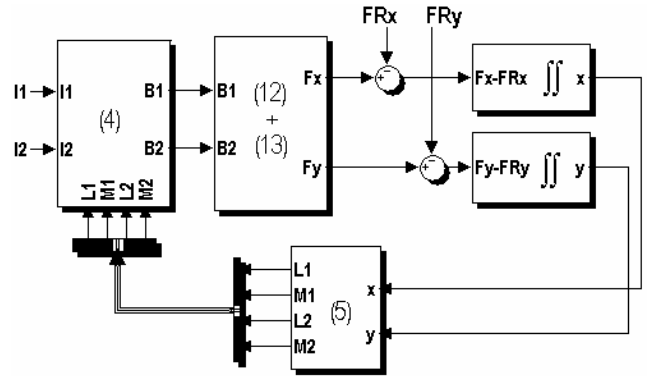 FRx FRy
I1 I1 B1 B1 Fx Fx-FRx ∬ x
(4) (12)
+
(13)
I2 I2 B2 B2 Fy Fy-FRy ∬ y
L1 M1 L2 M2
L1
M1 x
(5)
L2 y
M2